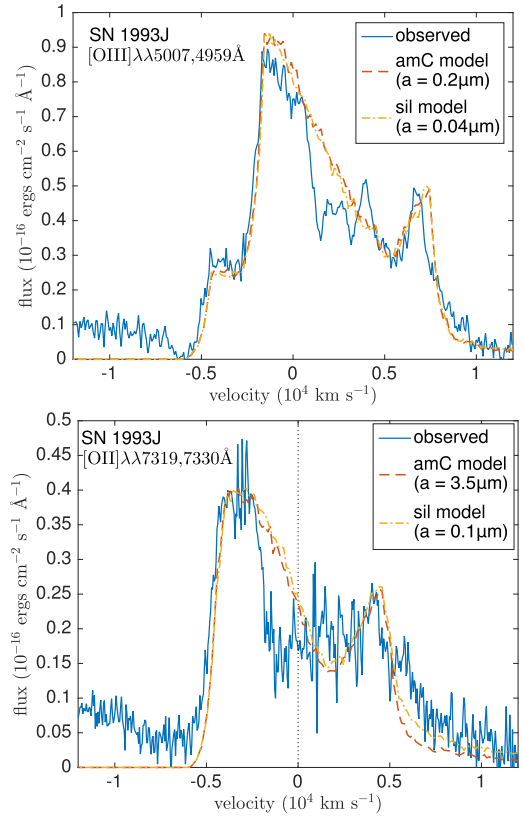 SN 1993J
[OIII]λλ5007,4959Å
observed
amC model
(a = 0.2μm)
sil model
(a = 0.04μm)
flux (10⁻¹⁶ ergs cm⁻² s⁻¹ Å⁻¹)
1
0.9
0.8
0.7
0.6
0.5
0.4
0.3
0.2
0.1
0
-1 -0.5 0 0.5 1
velocity (10⁴ km s⁻¹)
SN 1993J
[OII]λλ7319,7330Å
observed
amC model
(a = 3.5μm)
sil model
(a = 0.1μm)
flux (10⁻¹⁶ ergs cm⁻² s⁻¹ Å⁻¹)
0.5
0.45
0.4
0.35
0.3
0.25
0.2
0.15
0.1
0.05
0
-1 -0.5 0 0.5 1
velocity (10⁴ km s⁻¹)